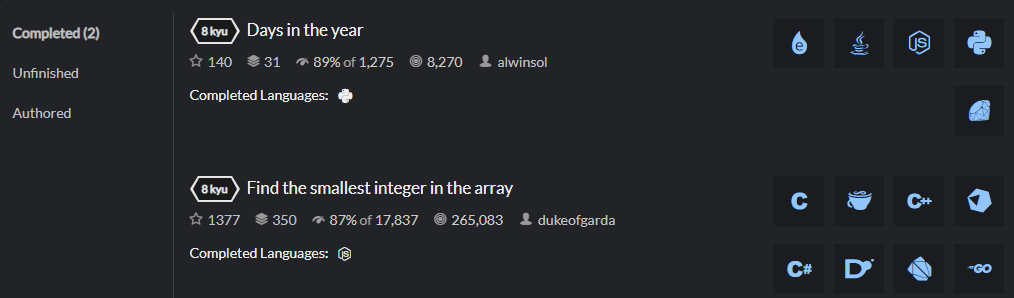 Completed (2)
Unfinished
Authored
8 kyu Days in the year
140 31 89% of 1,275 8,270 alwinsol
Completed Languages:
e JS
8 kyu Find the smallest integer in the array
1377 350 87% of 17,837 265,083 dukeofgarda
Completed Languages: JS
C C++
C# D GO